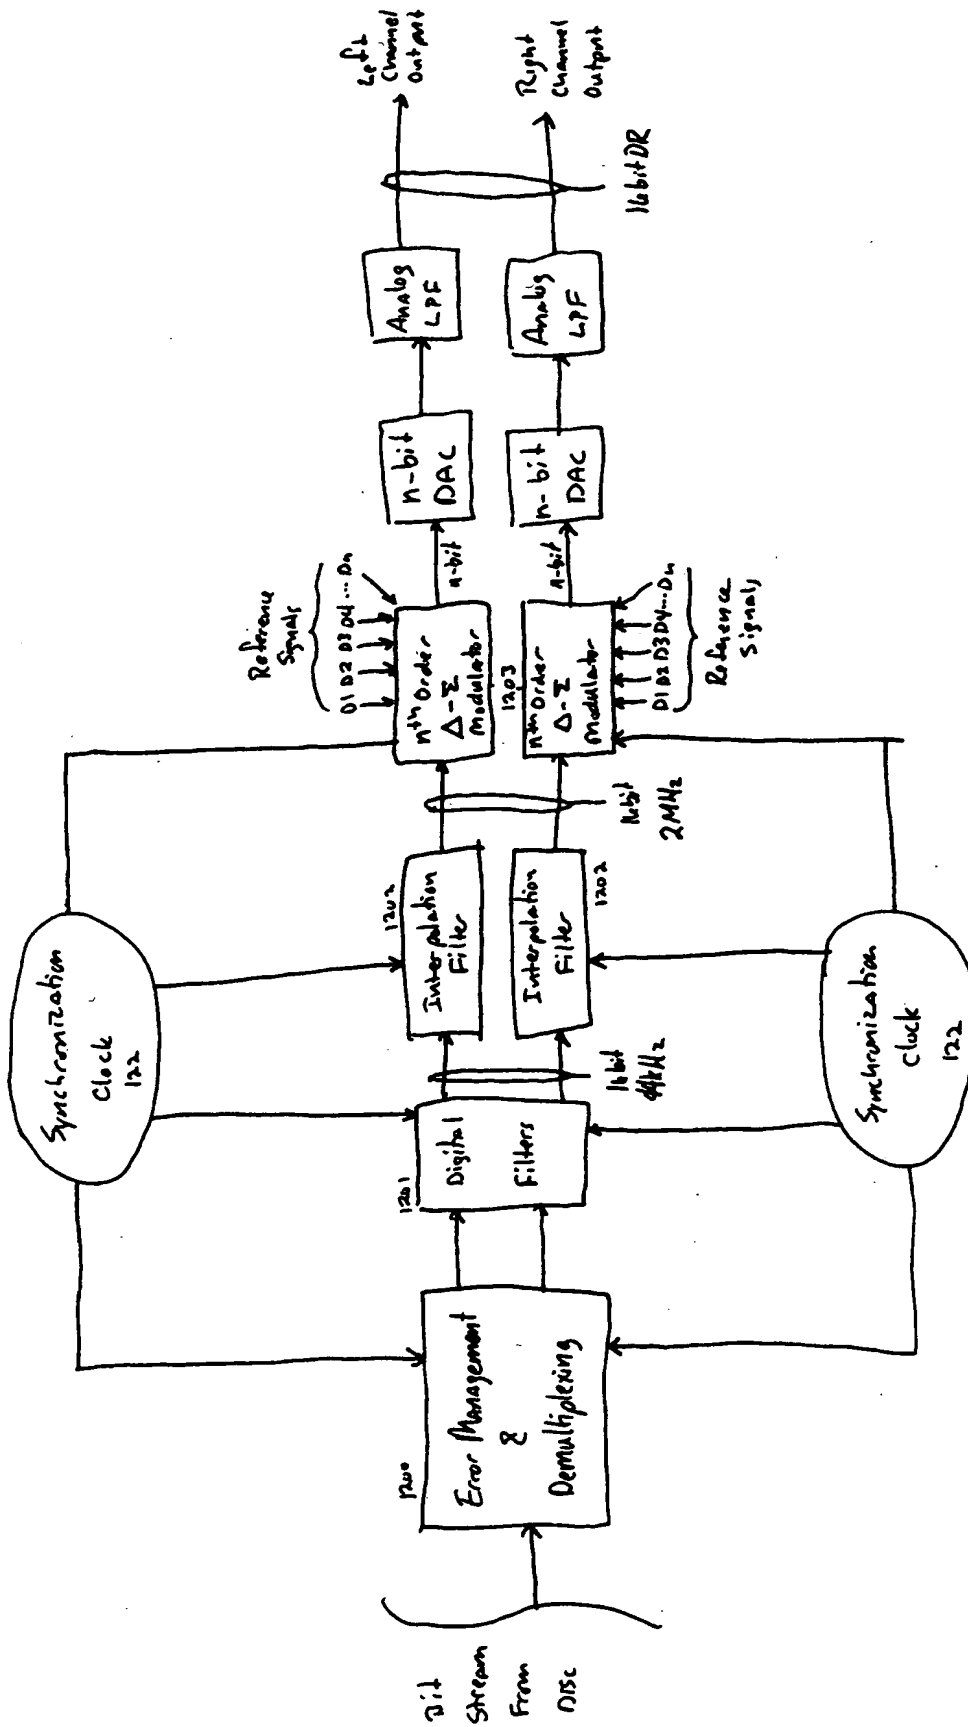 Bit
Stream
From
Disc
1200
Error Management
&
Demultiplexing
Synchronization
Clock
122
1201
Digital
Filters
16bit
44kHz
1202
Interpolation
Filter
Interpolation
Filter
1202
16bit
2MHz
Reference
Signals
D1 D2 D3 D4...Dn
nth Order
Δ-Σ
Modulator
1203
nth Order
Δ-Σ
Modulator
D1 D2 D3 D4...Dn
Reference
Signals
n-bit
n-bit
n-bit
DAC
n-bit
DAC
Analog
LPF
Analog
LPF
Left
Channel
Output
Right
Channel
Output
16bit DR
Synchronization
Clock
122